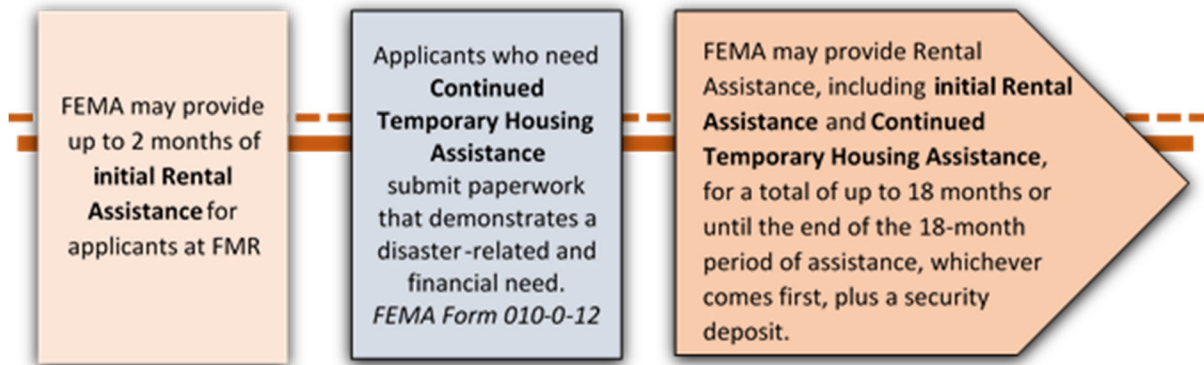 FEMA may provide
up to 2 months of
initial Rental
Assistance for
applicants at FMR
Applicants who need
Continued
Temporary Housing
Assistance
submit paperwork
that demonstrates a
disaster-related and
financial need.
FEMA Form 010-0-12
FEMA may provide Rental
Assistance, including initial Rental
Assistance and Continued
Temporary Housing Assistance,
for a total of up to 18 months or
until the end of the 18-month
period of assistance, whichever
comes first, plus a security
deposit.